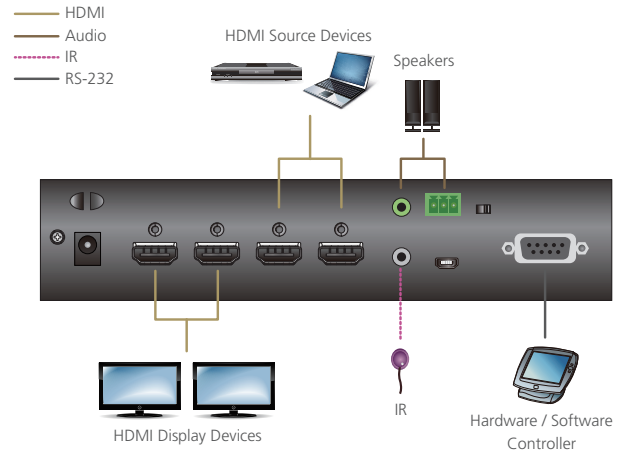 HDMI
Audio
IR
RS-232
HDMI Source Devices
Speakers
HDMI Display Devices
IR
Hardware / Software
Controller